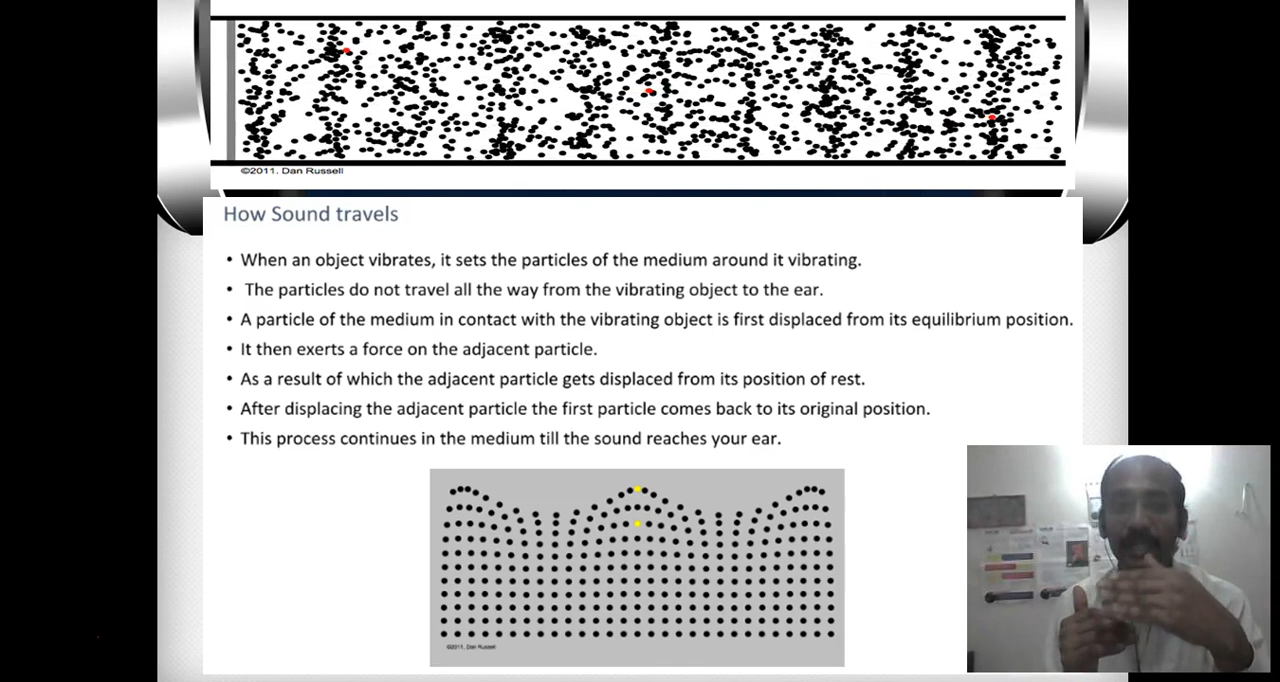 ©2011. Dan Russell
How Sound travels
• When an object vibrates, it sets the particles of the medium around it vibrating.
• The particles do not travel all the way from the vibrating object to the ear.
• A particle of the medium in contact with the vibrating object is first displaced from its equilibrium position.
• It then exerts a force on the adjacent particle.
• As a result of which the adjacent particle gets displaced from its position of rest.
• After displacing the adjacent particle the first particle comes back to its original position.
• This process continues in the medium till the sound reaches your ear.
©2011. Dan Russell